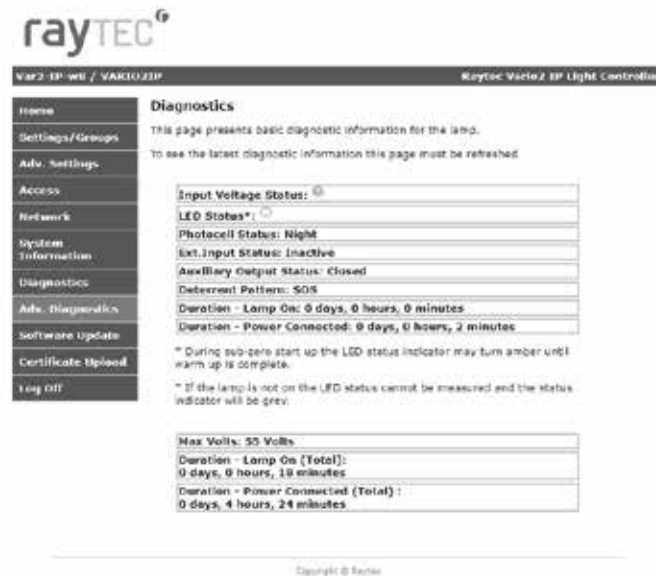 rayTEC
Var2-IP-w8 / VARIO2IP
Raytec Vario2 IP Light Controller
Home
Settings/Groups
Adv. Settings
Access
Network
System
Information
Diagnostics
Adv. Diagnostics
Software Update
Certificate Upload
Log Off
Diagnostics
This page presents basic diagnostic information for the lamp.
To see the latest diagnostic information this page must be refreshed
Input Voltage Status:
LED Status*:
Photocell Status: Night
Ext.Input Status: Inactive
Auxiliary Output Status: Closed
Deterrent Pattern: SOS
Duration - Lamp On: 0 days, 0 hours, 0 minutes
Duration - Power Connected: 0 days, 0 hours, 2 minutes
* During sub-zero start up the LED status indicator may turn amber until
warm up is complete.
* If the lamp is not on the LED status cannot be measured and the status
indicator will be grey.
Max Volts: 55 Volts
Duration - Lamp On (Total):
0 days, 0 hours, 18 minutes
Duration - Power Connected (Total) :
0 days, 4 hours, 24 minutes
Copyright © Raytec